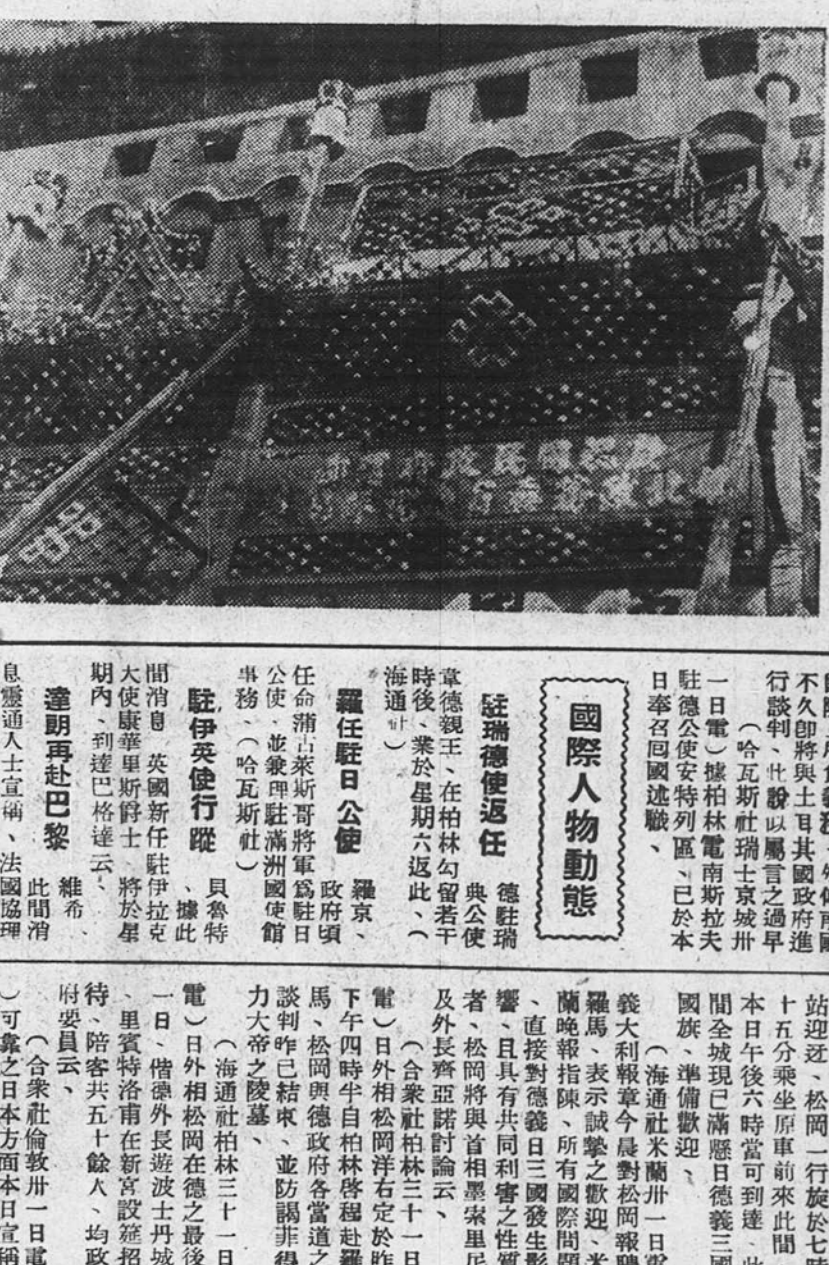 不久卽將與土耳其國政府進
行談判、此說似屬言之過早
（哈瓦斯社瑞士京城卅
一日電）據柏林電南斯拉夫
駐德公使安特列區、已於本
日奉召囘國述職、
國際人物動態
駐瑞德使返任
德駐瑞
典公使
韋德親王、在柏林勾留若干
時後、業於星期六返此、（
海通社）
羅任駐日公使
羅京、
政府頃
任命蒲古萊斯哥將軍爲駐日
公使、並兼理駐滿洲國使館
事務、（哈瓦斯社）
駐伊英使行蹤
貝魯特
、據此
間消息 英國新任駐伊拉克
大使康華里斯爵士 將於星
期內、到達巴格達云、
達朗再赴巴黎
維希、
此間消
息靈通人士宣稱、法國協理
站迎迓、松岡一行旋於七時
十五分乘坐原車前來此間
本日午後六時當可到達、此
間全城現已滿懸日德義三國
國旗、準備歡迎、
（海通社米蘭卅一日電
義大利報章今晨對松岡報聘
羅馬、表示誠摯之歡迎、米
蘭晚報指陳、所有國際問題
、直接對德義日三國發生影
響、且具有共同利害之性質
者、松岡將與首相墨索里尼
及外長齊亞諾討論云、
（合衆社柏林三十一日
電）日外相松岡洋右定於昨
下午四時半自柏林啓程赴羅
馬、松岡與德政府各當道之
談判昨已結束、並防謁菲得
力大帝之陵墓、
（海通社柏林三十一日
電）日外相松岡在德之最後
一日、偕德外長遊波士丹城
、里賓特洛甫在新宮設筵招
待、陪客共五十餘人、均政
府要員云、
（合衆社倫敦卅一日電
）可靠之日本方面本日宣稱